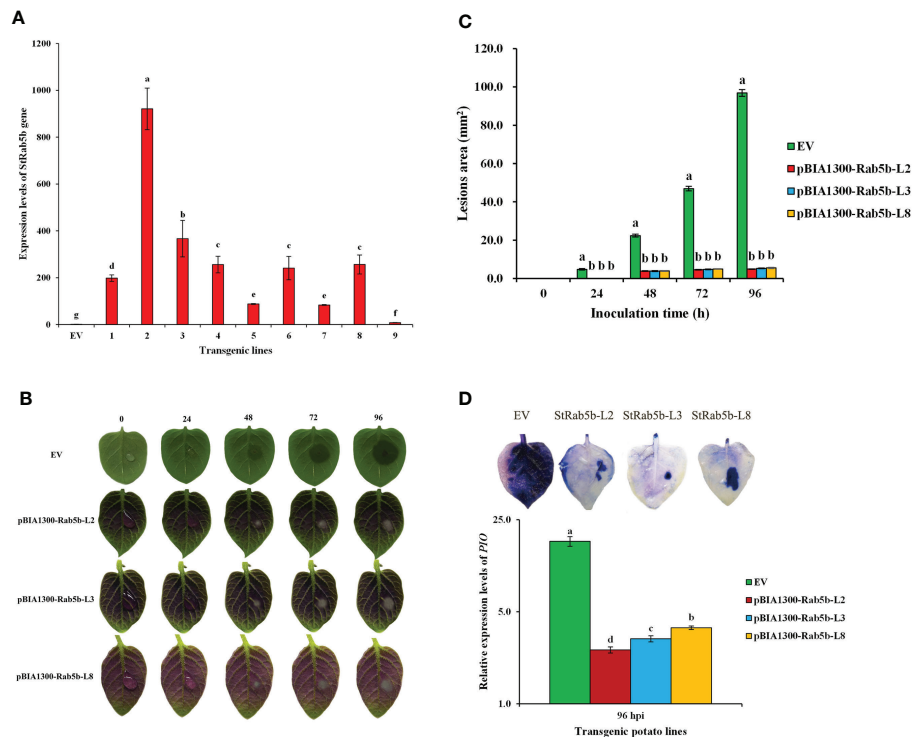 A
Expression levels of StRab5b gene
1200
1000
800
600
400
200
0
g
d
a
b
c
e
c
e
c
f
EV 1 2 3 4 5 6 7 8 9
Transgenic lines
C
Lesions area (mm²)
120.0
100.0
80.0
60.0
40.0
20.0
0.0
a b b b
a b b b
a b b b
a b b b
0 24 48 72 96
Inoculation time (h)
EV
pBIA1300-Rab5b-L2
pBIA1300-Rab5b-L3
pBIA1300-Rab5b-L8
B
0 24 48 72 96
EV
pBIA1300-Rab5b-L2
pBIA1300-Rab5b-L3
pBIA1300-Rab5b-L8
D
EV StRab5b-L2 StRab5b-L3 StRab5b-L8
Relative expression levels of PIO
25.0
5.0
1.0
a
d
c
b
96 hpi
Transgenic potato lines
EV
pBIA1300-Rab5b-L2
pBIA1300-Rab5b-L3
pBIA1300-Rab5b-L8